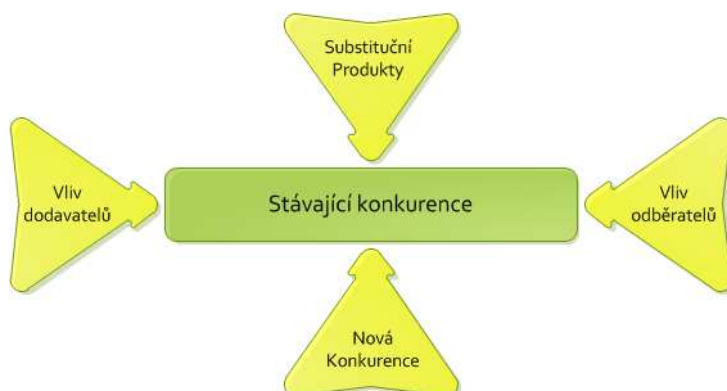 Substituční
Produkty
Vliv
dodavatelů
Stávající konkurence
Vliv
odběratelů
Nová
Konkurence